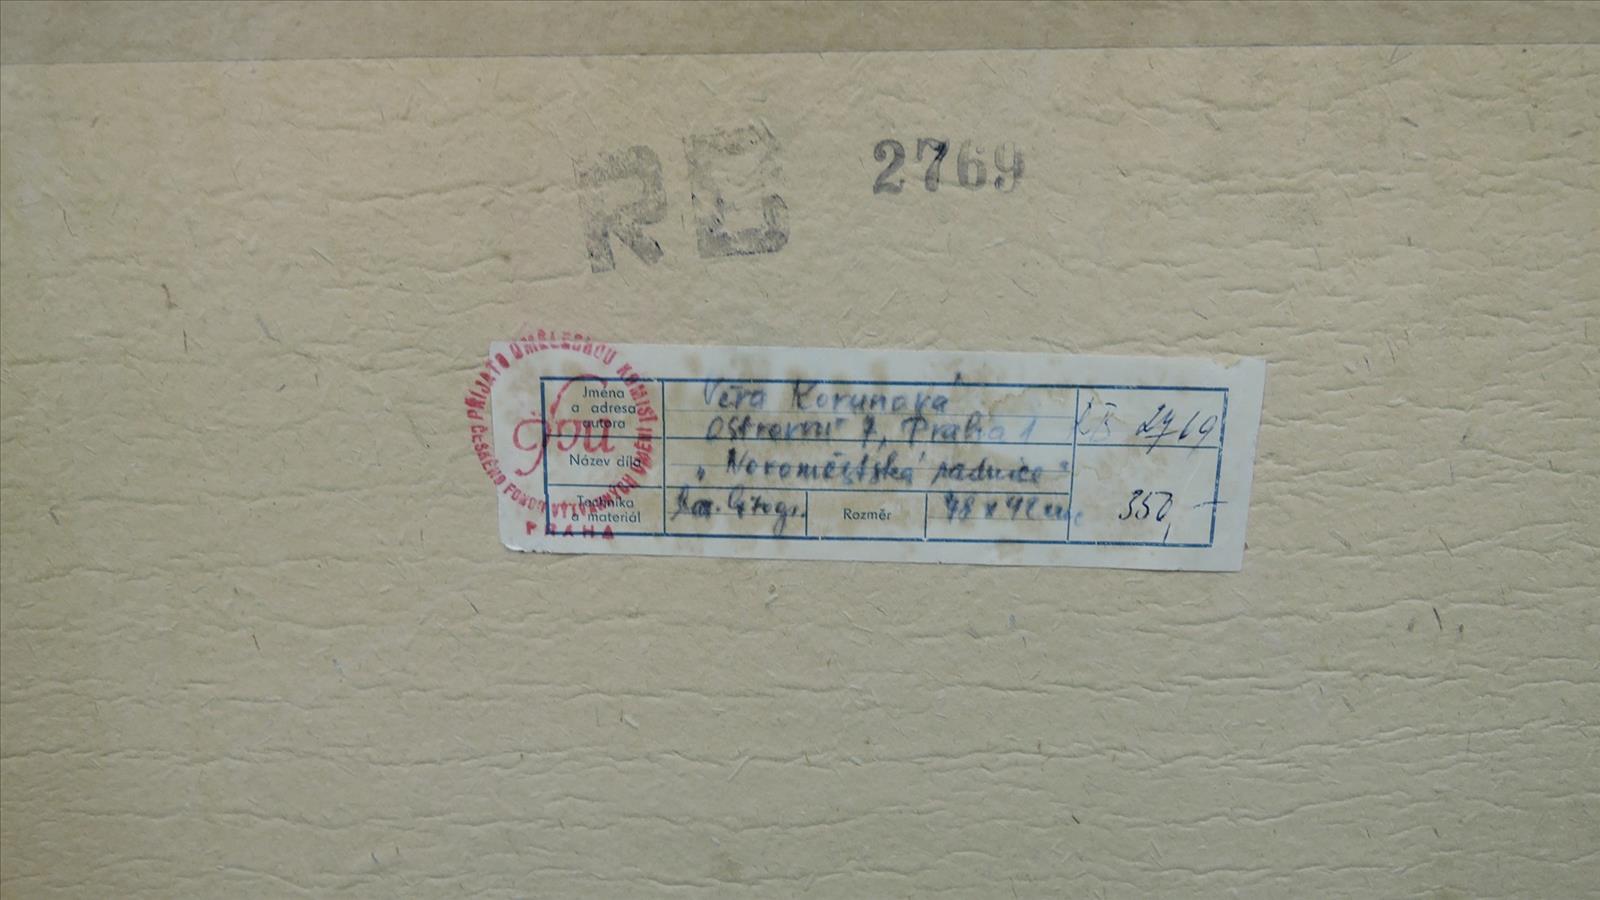 RB 2769
PŘIJATO UMĚLECKOU KOMISÍ
ČESKÉHO FONDU VÝTVARNÝCH UMĚNÍ
PRAHA
čfvu
Jména
a adresa
autora
Věra Korunová
Ostrovní 7, Praha 1
RB 2769
Název díla
„Novoměstská radnice"
Technika
a materiál
Rozměr
350,-